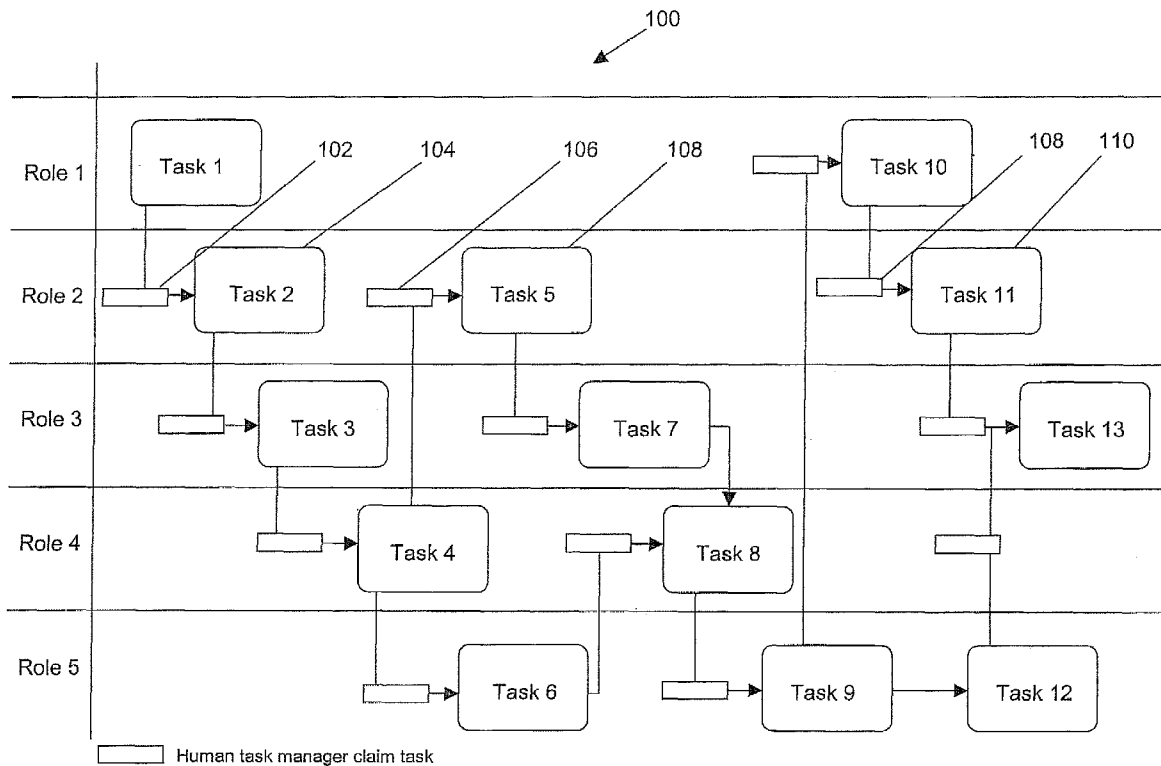 100
Role 1
Task 1
102
104
106
108
Task 10
108
110
Role 2
Task 2
Task 5
Task 11
Role 3
Task 3
Task 7
Task 13
Role 4
Task 4
Task 8
Role 5
Task 6
Task 9
Task 12
Human task manager claim task